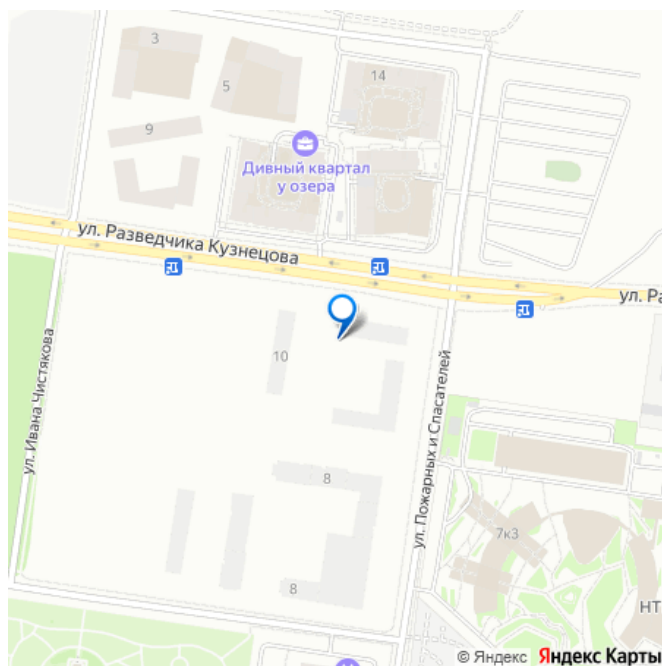 3
14
5
9
Дивный квартал
у озера
ул. Разведчика Кузнецова
ул. Ра
10
ул. Ивана Чистякова
ул. Пожарных и Спасателей
8
7к3
8
НТ
© Яндекс Яндекс Карты